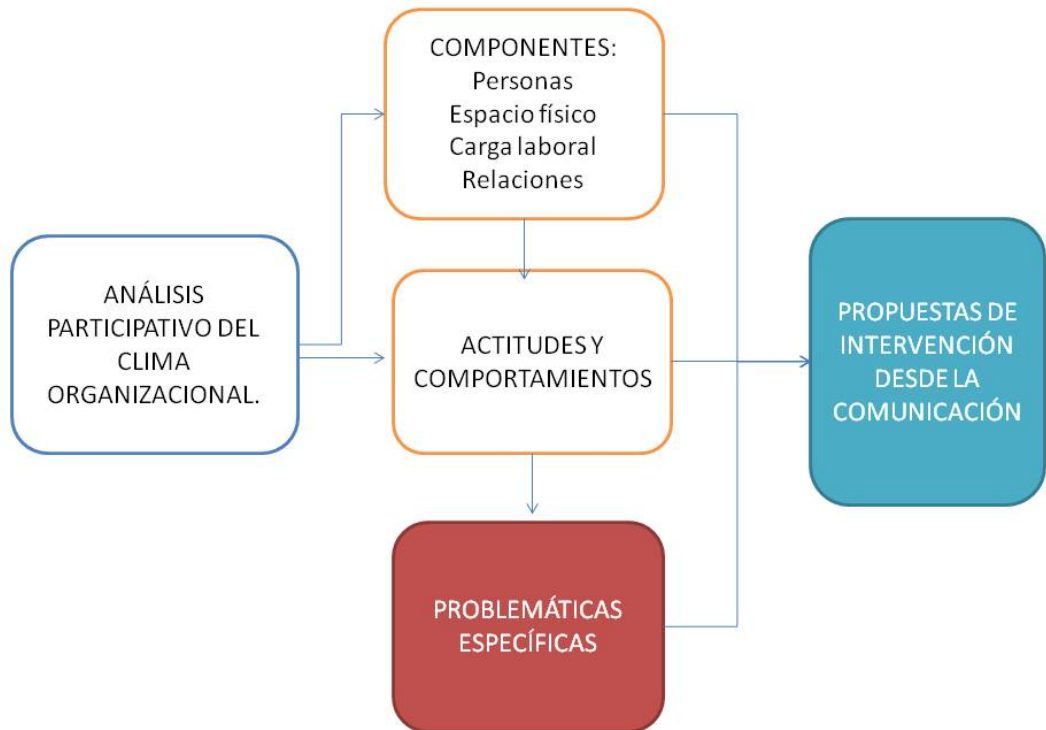 COMPONENTES:
Personas
Espacio físico
Carga laboral
Relaciones
ANÁLISIS
PARTICIPATIVO DEL
CLIMA
ORGANIZACIONAL.
ACTITUDES Y
COMPORTAMIENTOS
PROPUESTAS DE
INTERVENCIÓN
DESDE LA
COMUNICACIÓN
PROBLEMÁTICAS
ESPECÍFICAS